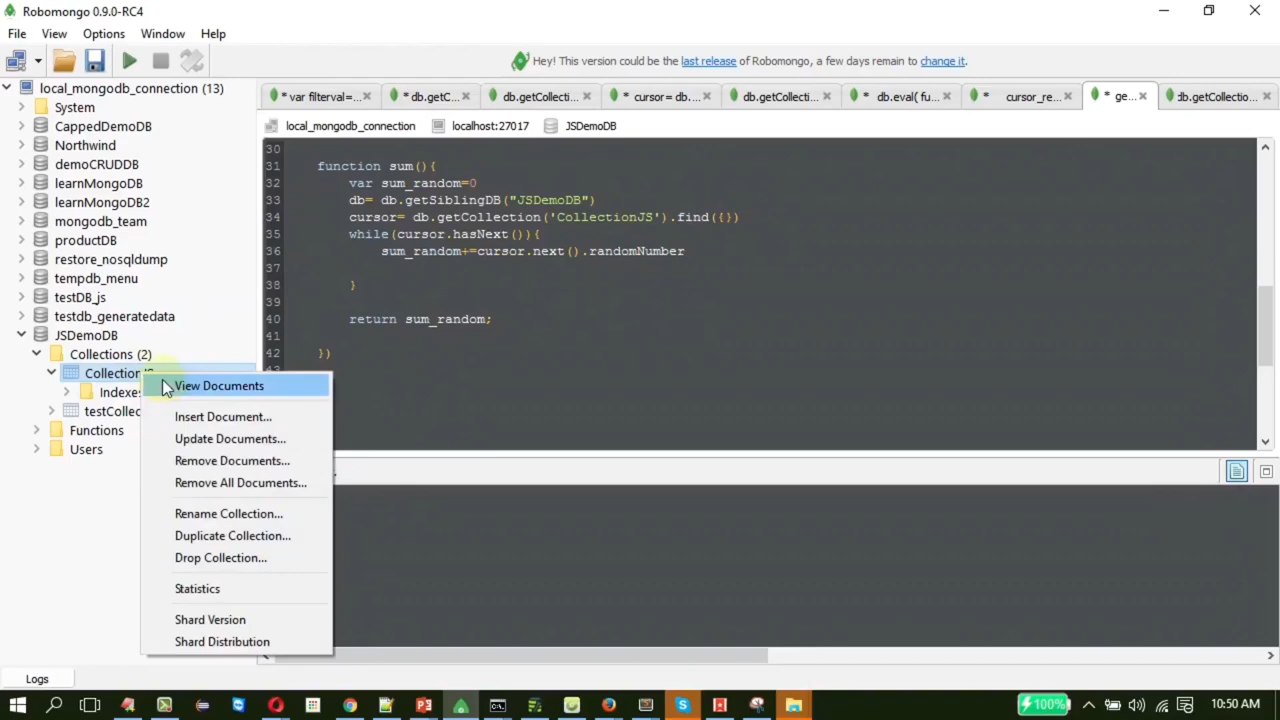 Robomongo 0.9.0-RC4
File View Options Window Help
Hey! This version could be the last release of Robomongo, a few days remain to change it.
local_mongodb_connection (13)
System
CappedDemoDB
Northwind
demoCRUDDB
learnMongoDB
learnMongoDB2
mongodb_team
productDB
restore_nosqldump
tempdb_menu
testDB_js
testdb_generatedata
JSDemoDB
Collections (2)
Collection
Indexes
testCollec
Functions
Users
* var filterval=... * db.getC... db.getCollecti... * cursor= db.... db.getCollecti... * db.eval( fu... * cursor_re... * ge... db.getCollectio...
local_mongodb_connection localhost:27017 JSDemoDB
30
31 function sum(){
32 var sum_random=0
33 db= db.getSiblingDB("JSDemoDB")
34 cursor= db.getCollection('CollectionJS').find({})
35 while(cursor.hasNext()){
36 sum_random+=cursor.next().randomNumber
37
38 }
39
40 return sum_random;
41
42 })
View Documents
Insert Document...
Update Documents...
Remove Documents...
Remove All Documents...
Rename Collection...
Duplicate Collection...
Drop Collection...
Statistics
Shard Version
Shard Distribution
Logs
100%
10:50 AM